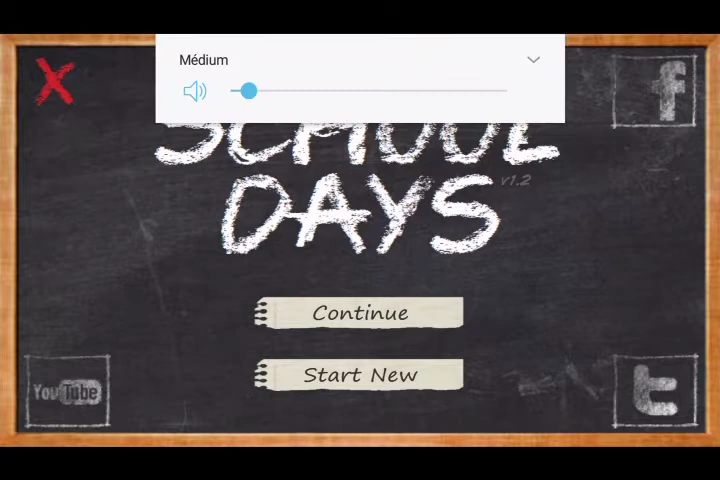 Médium
SCHOOL
DAYS
v1.2
Continue
Start New
YouTube